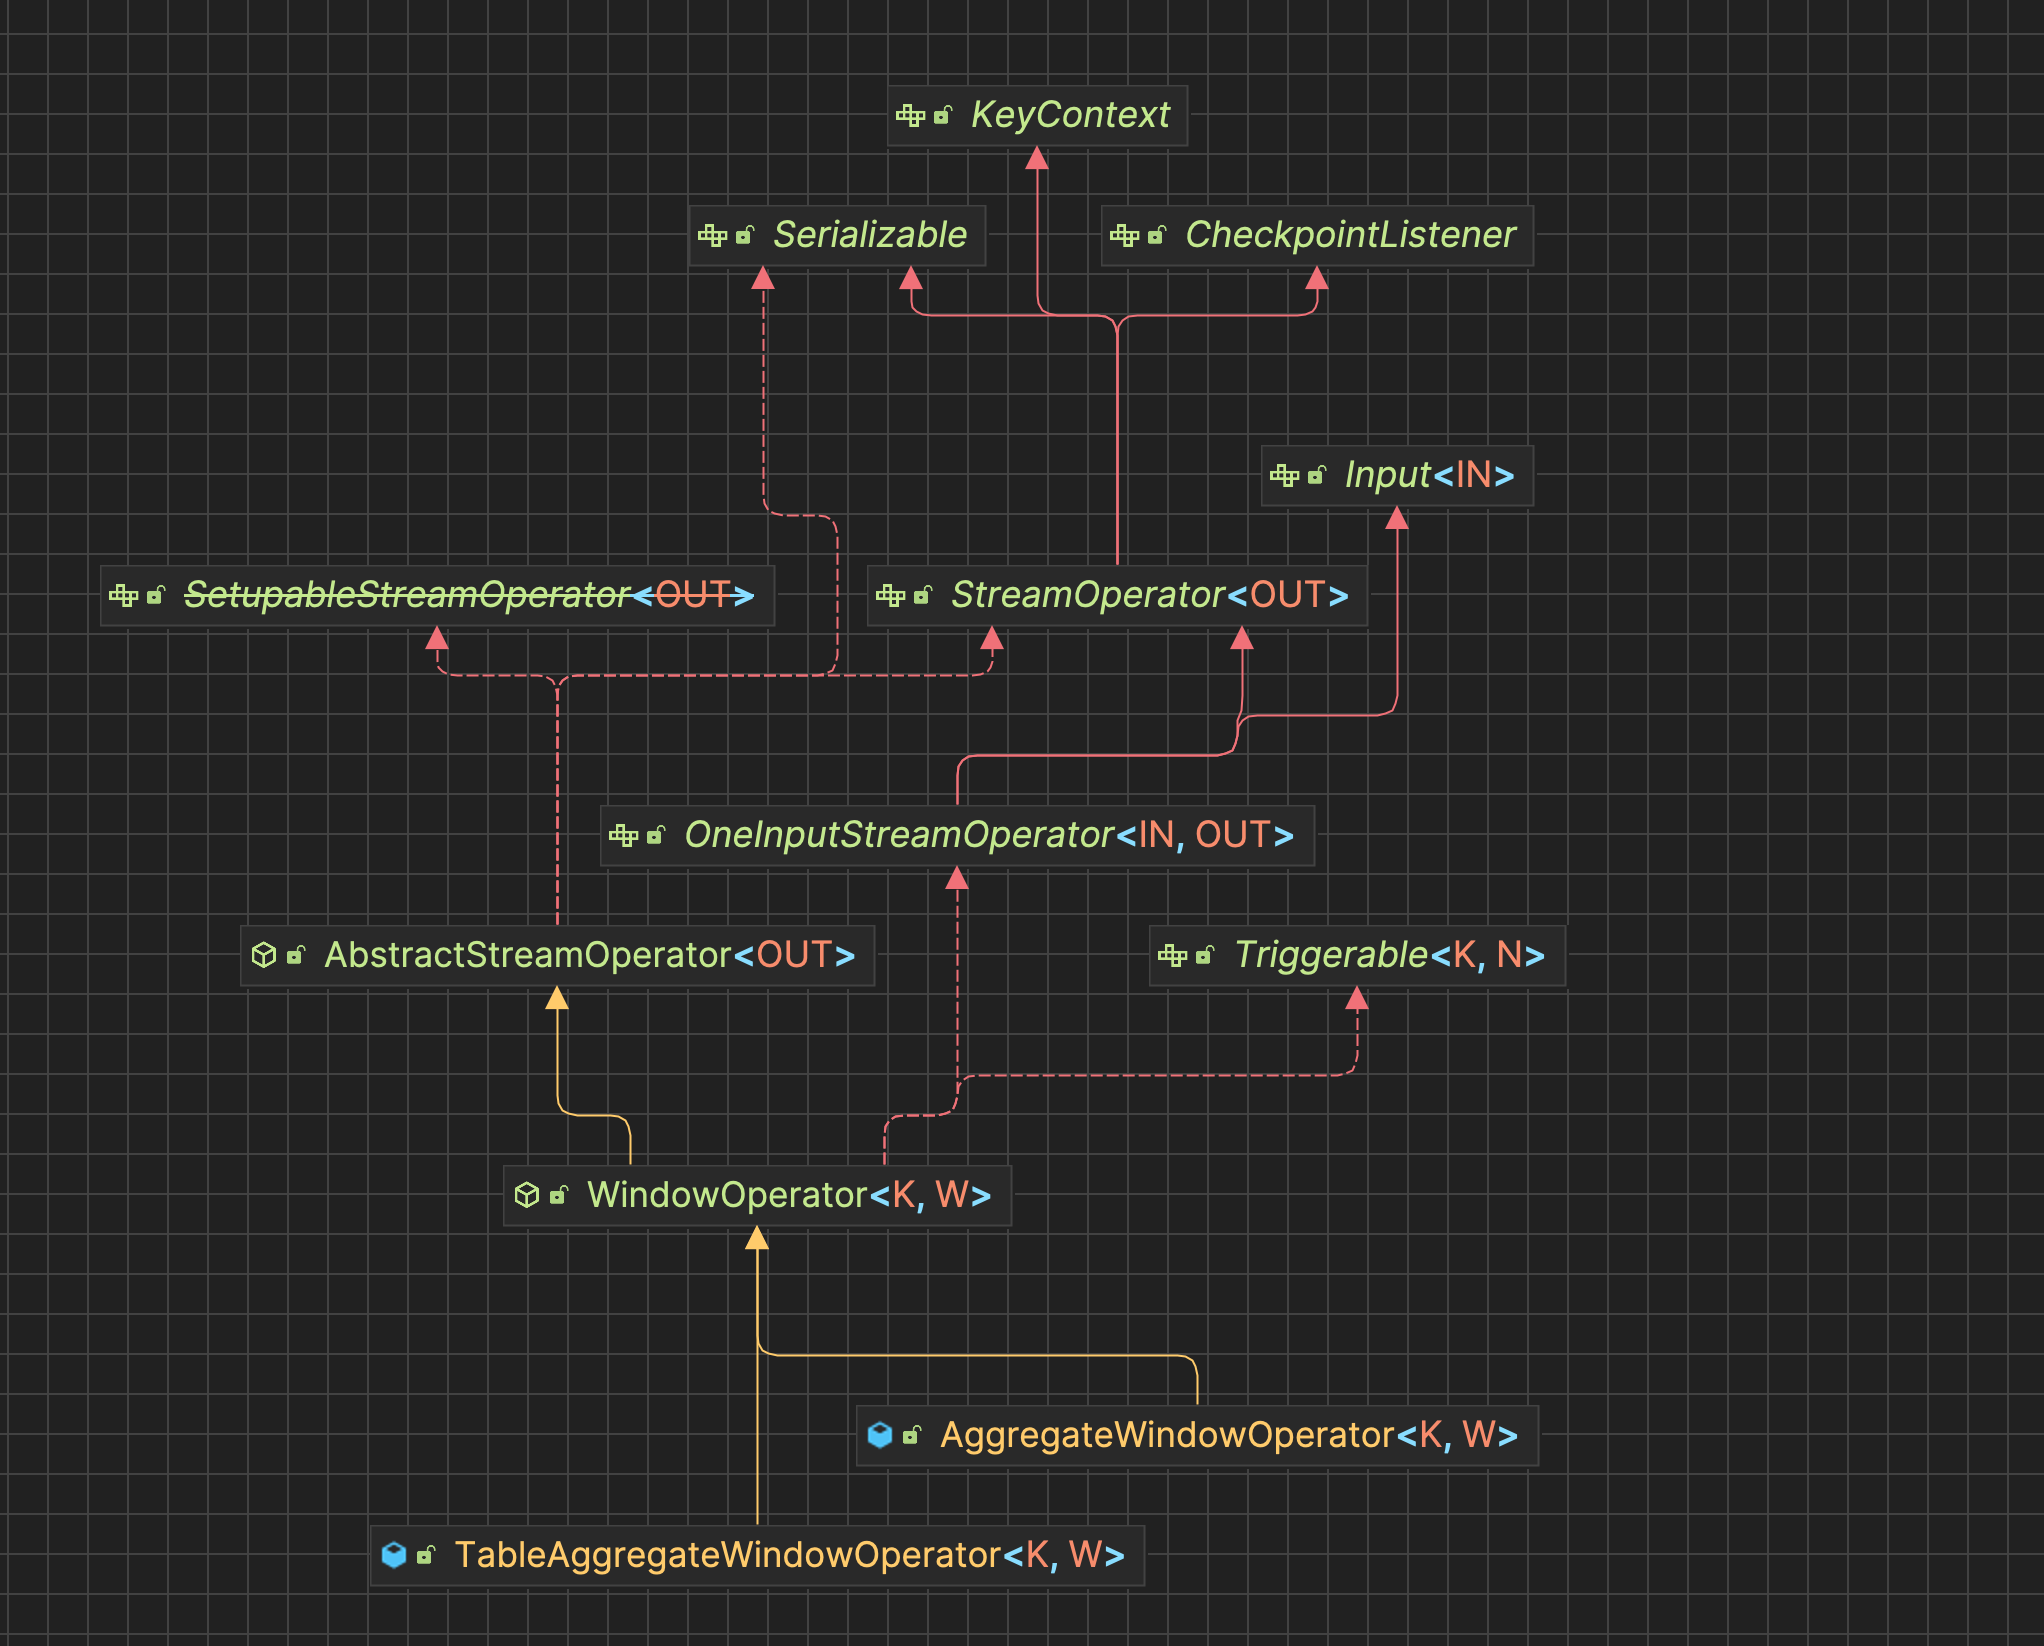 KeyContext
Serializable
CheckpointListener
Input<IN>
SetupableStreamOperator<OUT>
StreamOperator<OUT>
OneInputStreamOperator<IN, OUT>
AbstractStreamOperator<OUT>
Triggerable<K, N>
WindowOperator<K, W>
AggregateWindowOperator<K, W>
TableAggregateWindowOperator<K, W>